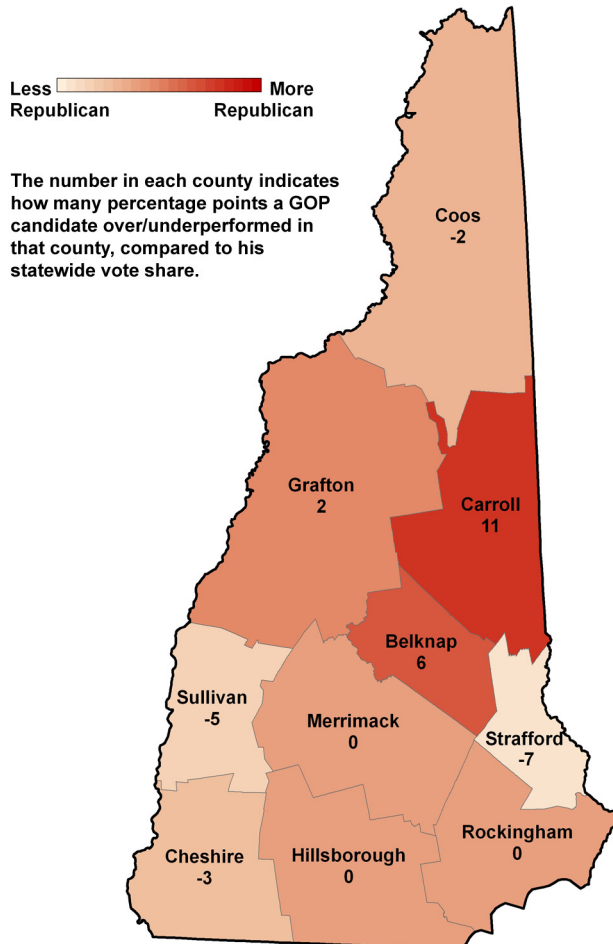 Less More
Republican Republican
The number in each county indicates
how many percentage points a GOP
candidate over/underperformed in
that county, compared to his
statewide vote share.
Coos
-2
Grafton
2
Carroll
11
Belknap
6
Sullivan
-5
Merrimack
0
Strafford
-7
Cheshire
-3
Hillsborough
0
Rockingham
0